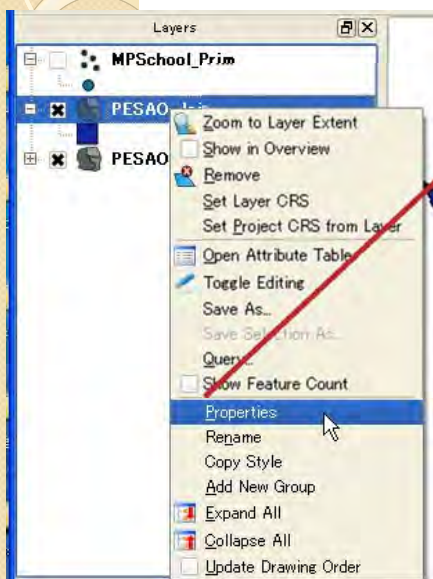 Layers
MPSchool_Prim
PESAO_Join
PESAO
Zoom to Layer Extent
Show in Overview
Remove
Set Layer CRS
Set Project CRS from Layer
Open Attribute Table
Toggle Editing
Save As...
Save Selection As...
Query...
Show Feature Count
Properties
Rename
Copy Style
Add New Group
Expand All
Collapse All
Update Drawing Order